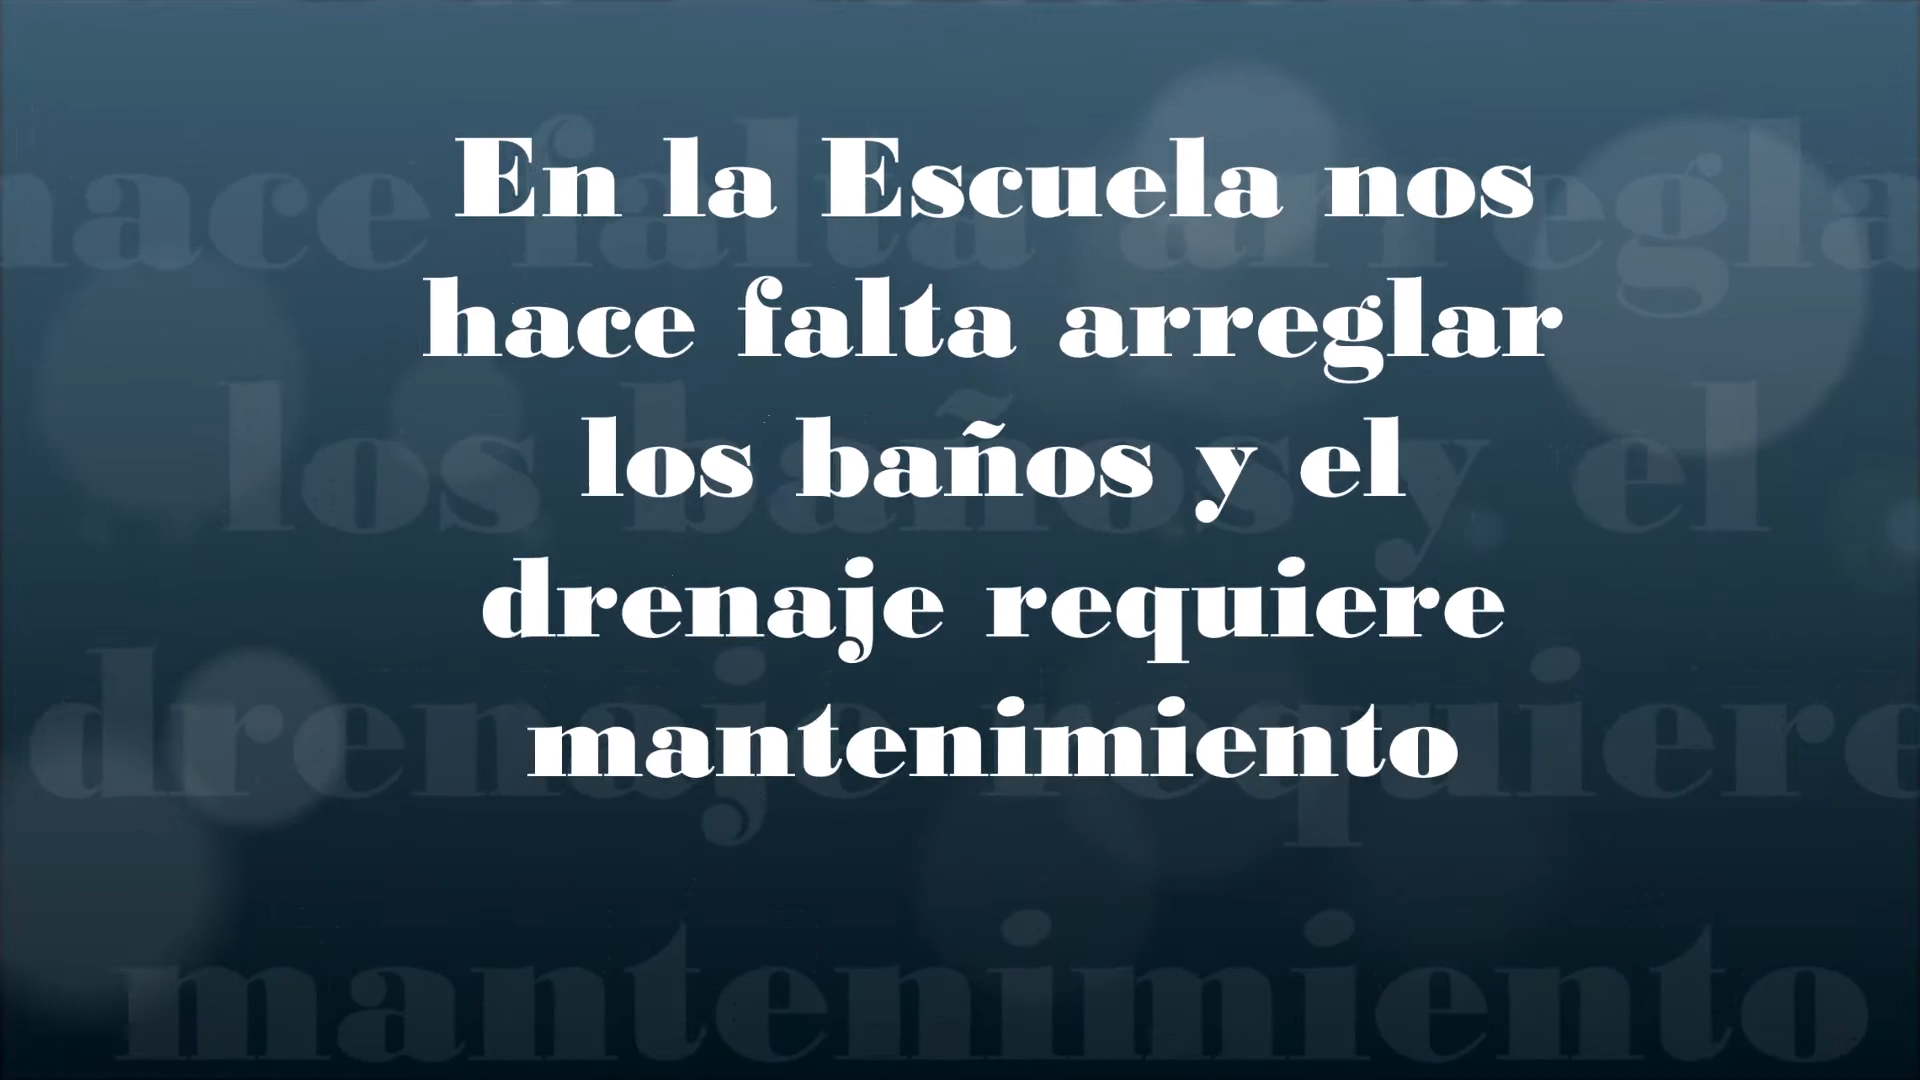 En la Escuela nos
hace falta arreglar
los baños y el
drenaje requiere
mantenimiento